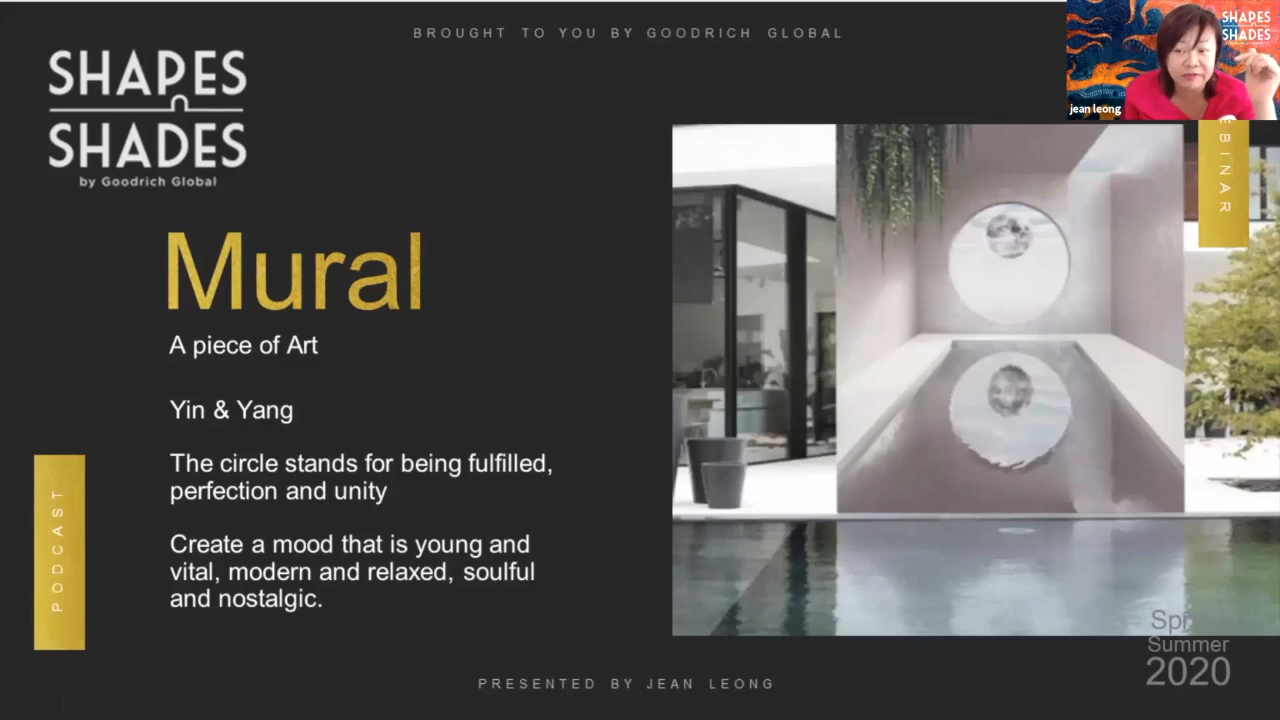 BROUGHT TO YOU BY GOODRICH GLOBAL
SHAPES
SHADES
by Goodrich Global
SHAPES
SHADES
jean leong
Mural
A piece of Art
Yin & Yang
The circle stands for being fulfilled,
perfection and unity
Create a mood that is young and
vital, modern and relaxed, soulful
and nostalgic.
PODCAST
Summer
2020
PRESENTED BY JEAN LEONG